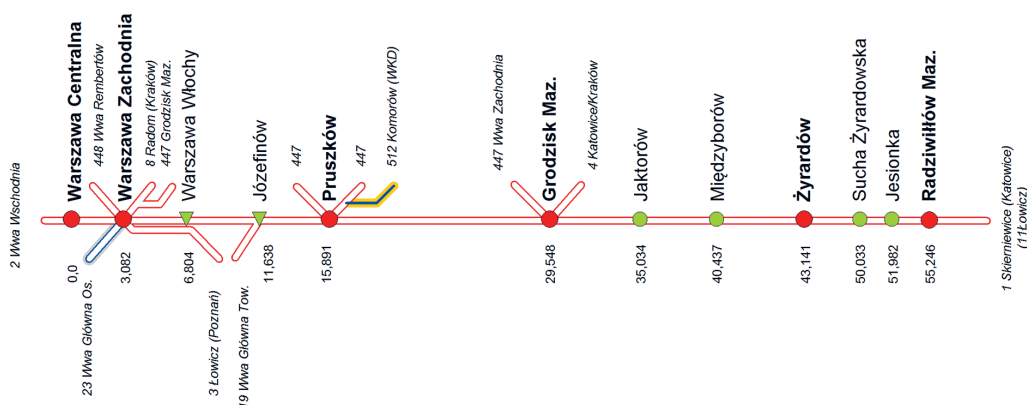 2 Wwa Wschodnia
Warszawa Centralna
448 Wwa Rembertów
Warszawa Zachodnia
8 Radom (Kraków)
447 Grodzisk Maz.
Warszawa Włochy
Józefinów
447
Pruszków
447
512 Komorów (WKD)
447 Wwa Zachodnia
Grodzisk Maz.
4 Katowice/Kraków
Jaktorów
Międzyborów
Żyrardów
Sucha Żyrardowska
Jesionka
Radziwiłłów Maz.
0,0
23 Wwa Główna Os.
3,082
6,804
3 Łowicz (Poznań)
19 Wwa Główna Tow.
11,638
15,891
29,548
35,034
40,437
43,141
50,033
51,982
55,246
1 Skierniewice (Katowice)
(11Łowicz)